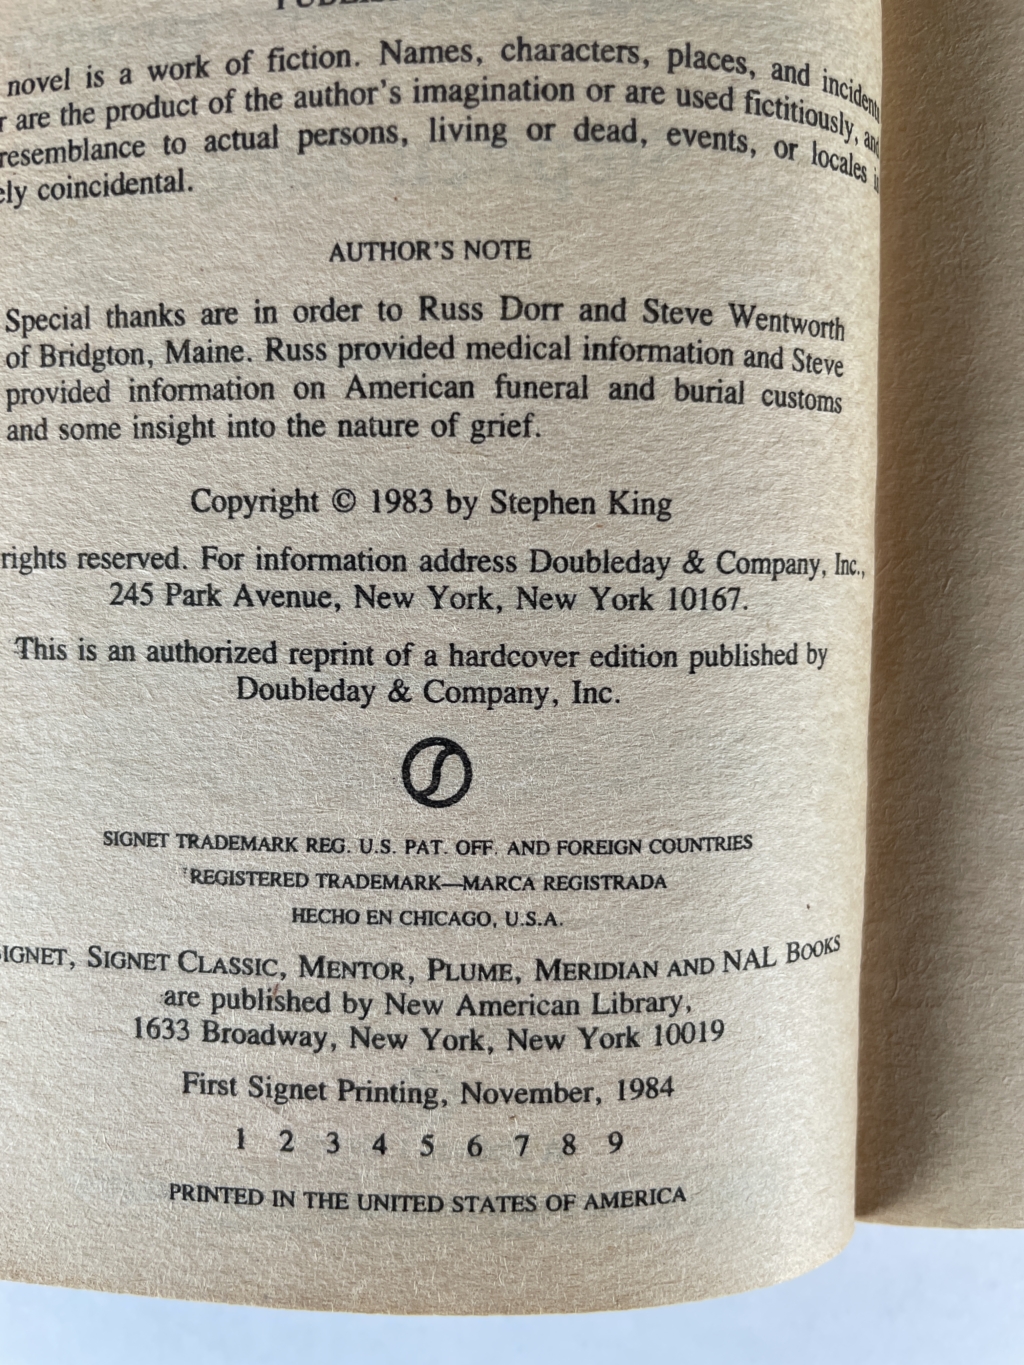 novel is a work of fiction. Names, characters, places, and
are the product of the author's imagination or are used fictitiously,
resemblance to actual persons, living or dead, events, or locales
coincidental.
AUTHOR'S NOTE
Special thanks are in order to Russ Dorr and Steve Wentworth
of Bridgton, Maine. Russ provided medical information and Steve
provided information on American funeral and burial customs
and some insight into the nature of grief.
Copyright © 1983 by Stephen King
rights reserved. For information address Doubleday & Company, Inc.,
245 Park Avenue, New York, New York 10167.
This is an authorized reprint of a hardcover edition published by
Doubleday & Company, Inc.
SIGNET TRADEMARK REG. U.S. PAT. OFF. AND FOREIGN COUNTRIES
REGISTERED TRADEMARK—MARCA REGISTRADA
HECHO EN CHICAGO, U.S.A.
IGNET, SIGNET CLASSIC, MENTOR, PLUME, MERIDIAN AND NAL BOOKS
are published by New American Library,
1633 Broadway, New York, New York 10019
First Signet Printing, November, 1984
1 2 3 4 5 6 7 8 9
PRINTED IN THE UNITED STATES OF AMERICA